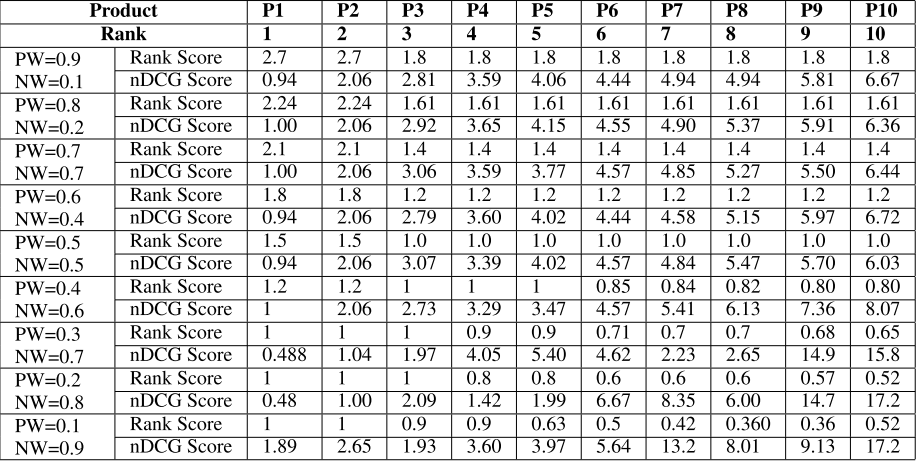 Product P1 P2 P3 P4 P5 P6 P7 P8 P9 P10
Rank 1 2 3 4 5 6 7 8 9 10
PW=0.9 Rank Score 2.7 2.7 1.8 1.8 1.8 1.8 1.8 1.8 1.8 1.8
NW=0.1 nDCG Score 0.94 2.06 2.81 3.59 4.06 4.44 4.94 4.94 5.81 6.67
PW=0.8 Rank Score 2.24 2.24 1.61 1.61 1.61 1.61 1.61 1.61 1.61 1.61
NW=0.2 nDCG Score 1.00 2.06 2.92 3.65 4.15 4.55 4.90 5.37 5.91 6.36
PW=0.7 Rank Score 2.1 2.1 1.4 1.4 1.4 1.4 1.4 1.4 1.4 1.4
NW=0.7 nDCG Score 1.00 2.06 3.06 3.59 3.77 4.57 4.85 5.27 5.50 6.44
PW=0.6 Rank Score 1.8 1.8 1.2 1.2 1.2 1.2 1.2 1.2 1.2 1.2
NW=0.4 nDCG Score 0.94 2.06 2.79 3.60 4.02 4.44 4.58 5.15 5.97 6.72
PW=0.5 Rank Score 1.5 1.5 1.0 1.0 1.0 1.0 1.0 1.0 1.0 1.0
NW=0.5 nDCG Score 0.94 2.06 3.07 3.39 4.02 4.57 4.84 5.47 5.70 6.03
PW=0.4 Rank Score 1.2 1.2 1 1 1 0.85 0.84 0.82 0.80 0.80
NW=0.6 nDCG Score 1 2.06 2.73 3.29 3.47 4.57 5.41 6.13 7.36 8.07
PW=0.3 Rank Score 1 1 1 0.9 0.9 0.71 0.7 0.7 0.68 0.65
NW=0.7 nDCG Score 0.488 1.04 1.97 4.05 5.40 4.62 2.23 2.65 14.9 15.8
PW=0.2 Rank Score 1 1 1 0.8 0.8 0.6 0.6 0.6 0.57 0.52
NW=0.8 nDCG Score 0.48 1.00 2.09 1.42 1.99 6.67 8.35 6.00 14.7 17.2
PW=0.1 Rank Score 1 1 0.9 0.9 0.63 0.5 0.42 0.360 0.36 0.52
NW=0.9 nDCG Score 1.89 2.65 1.93 3.60 3.97 5.64 13.2 8.01 9.13 17.2